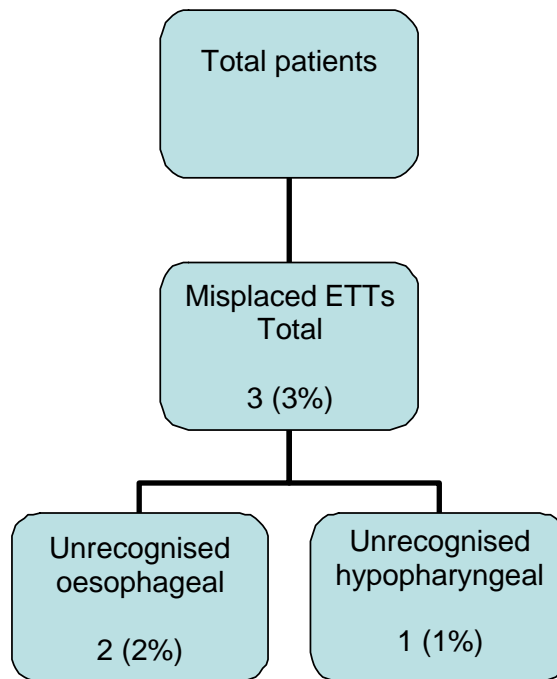 Total patients
Misplaced ETTs
Total
3 (3%)
Unrecognised
oesophageal
2 (2%)
Unrecognised
hypopharyngeal
1 (1%)